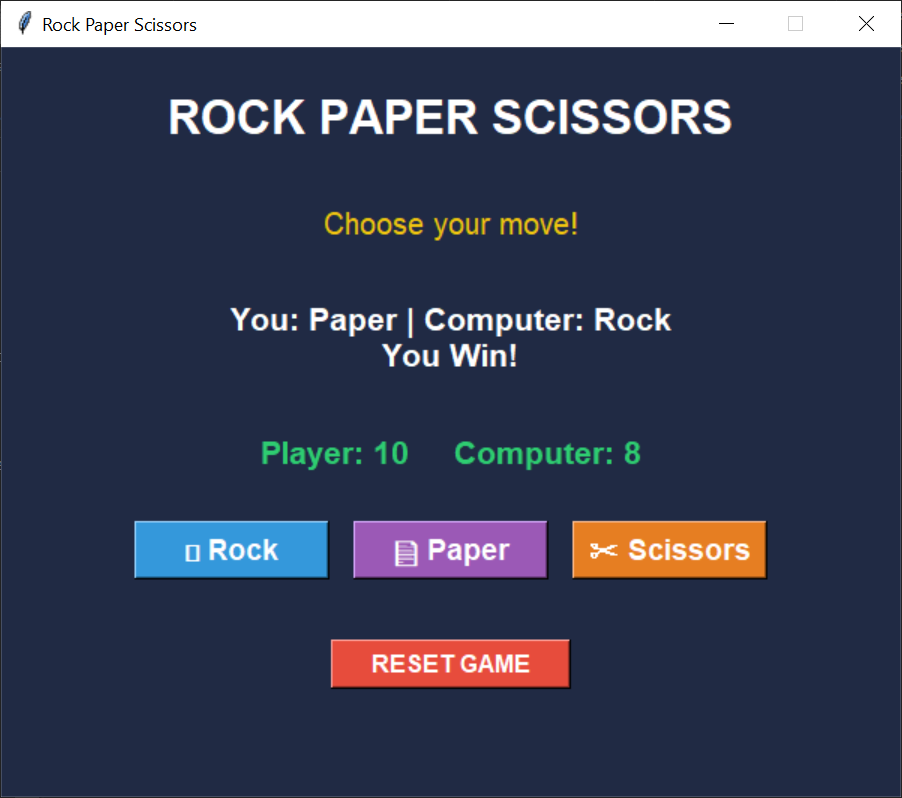 Rock Paper Scissors
ROCK PAPER SCISSORS
Choose your move!
You: Paper | Computer: Rock
You Win!
Player: 10 Computer: 8
Rock Paper Scissors
RESET GAME